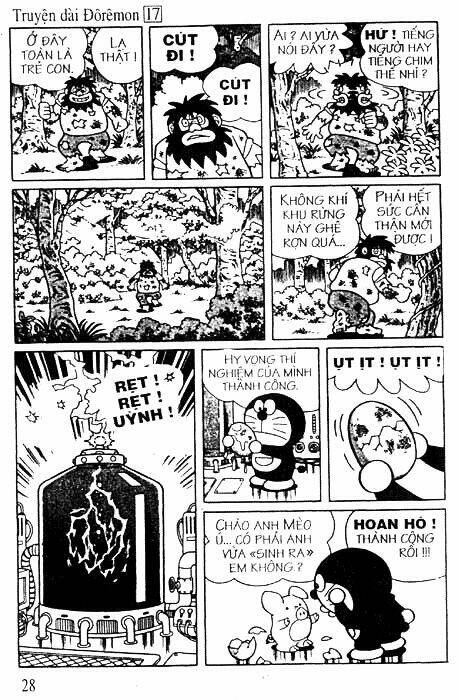 Truyện dài Đôrêmon 17
Ở ĐÂY
TOÀN LÀ
TRẺ CON.
LẠ
THẬT !
CÚT
ĐI !
CÚT
ĐI !
AI ? AI VỪA
NÓI ĐẤY ?
HỨ ! TIẾNG
NGƯỜI HAY
TIẾNG CHIM
THẾ NHỈ ?
KHÔNG KHÍ
KHU RỪNG
NÀY GHÊ
RỢN QUÁ...
PHẢI HẾT
SỨC CẨN
THẬN MỚI
ĐƯỢC !
RẸT !
RẸT !
UỲNH !
HY VỌNG THÍ
NGHIỆM CỦA MÌNH
THÀNH CÔNG.
ỤT ỊT ! ỤT ỊT !
CHÀO ANH MÈO
Ú... CÓ PHẢI ANH
VỪA «SINH RA»
EM KHÔNG ?
HOAN HÔ !
THÀNH CÔNG
RỒI !!!
28